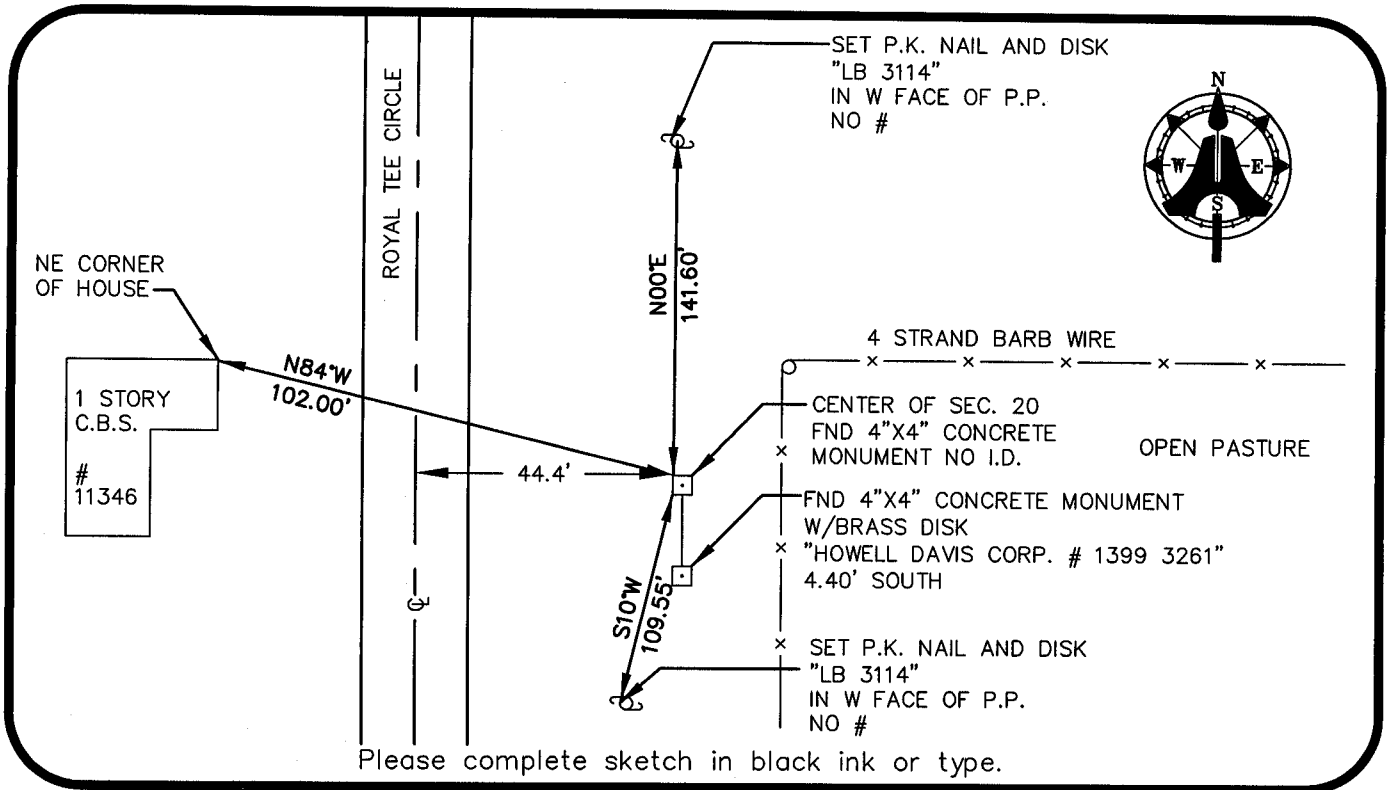 SET P.K. NAIL AND DISK
"LB 3114"
IN W FACE OF P.P.
NO #
N
W
E
S
ROYAL TEE CIRCLE
NE CORNER
OF HOUSE
N00°E
141.60'
4 STRAND BARB WIRE
N84°W
102.00'
1 STORY
C.B.S.
#
11346
CENTER OF SEC. 20
FND 4"X4" CONCRETE
MONUMENT NO I.D.
OPEN PASTURE
44.4'
FND 4"X4" CONCRETE MONUMENT
W/BRASS DISK
"HOWELL DAVIS CORP. # 1399 3261"
4.40' SOUTH
S10°W
109.55'
℄
SET P.K. NAIL AND DISK
"LB 3114"
IN W FACE OF P.P.
NO #
Please complete sketch in black ink or type.